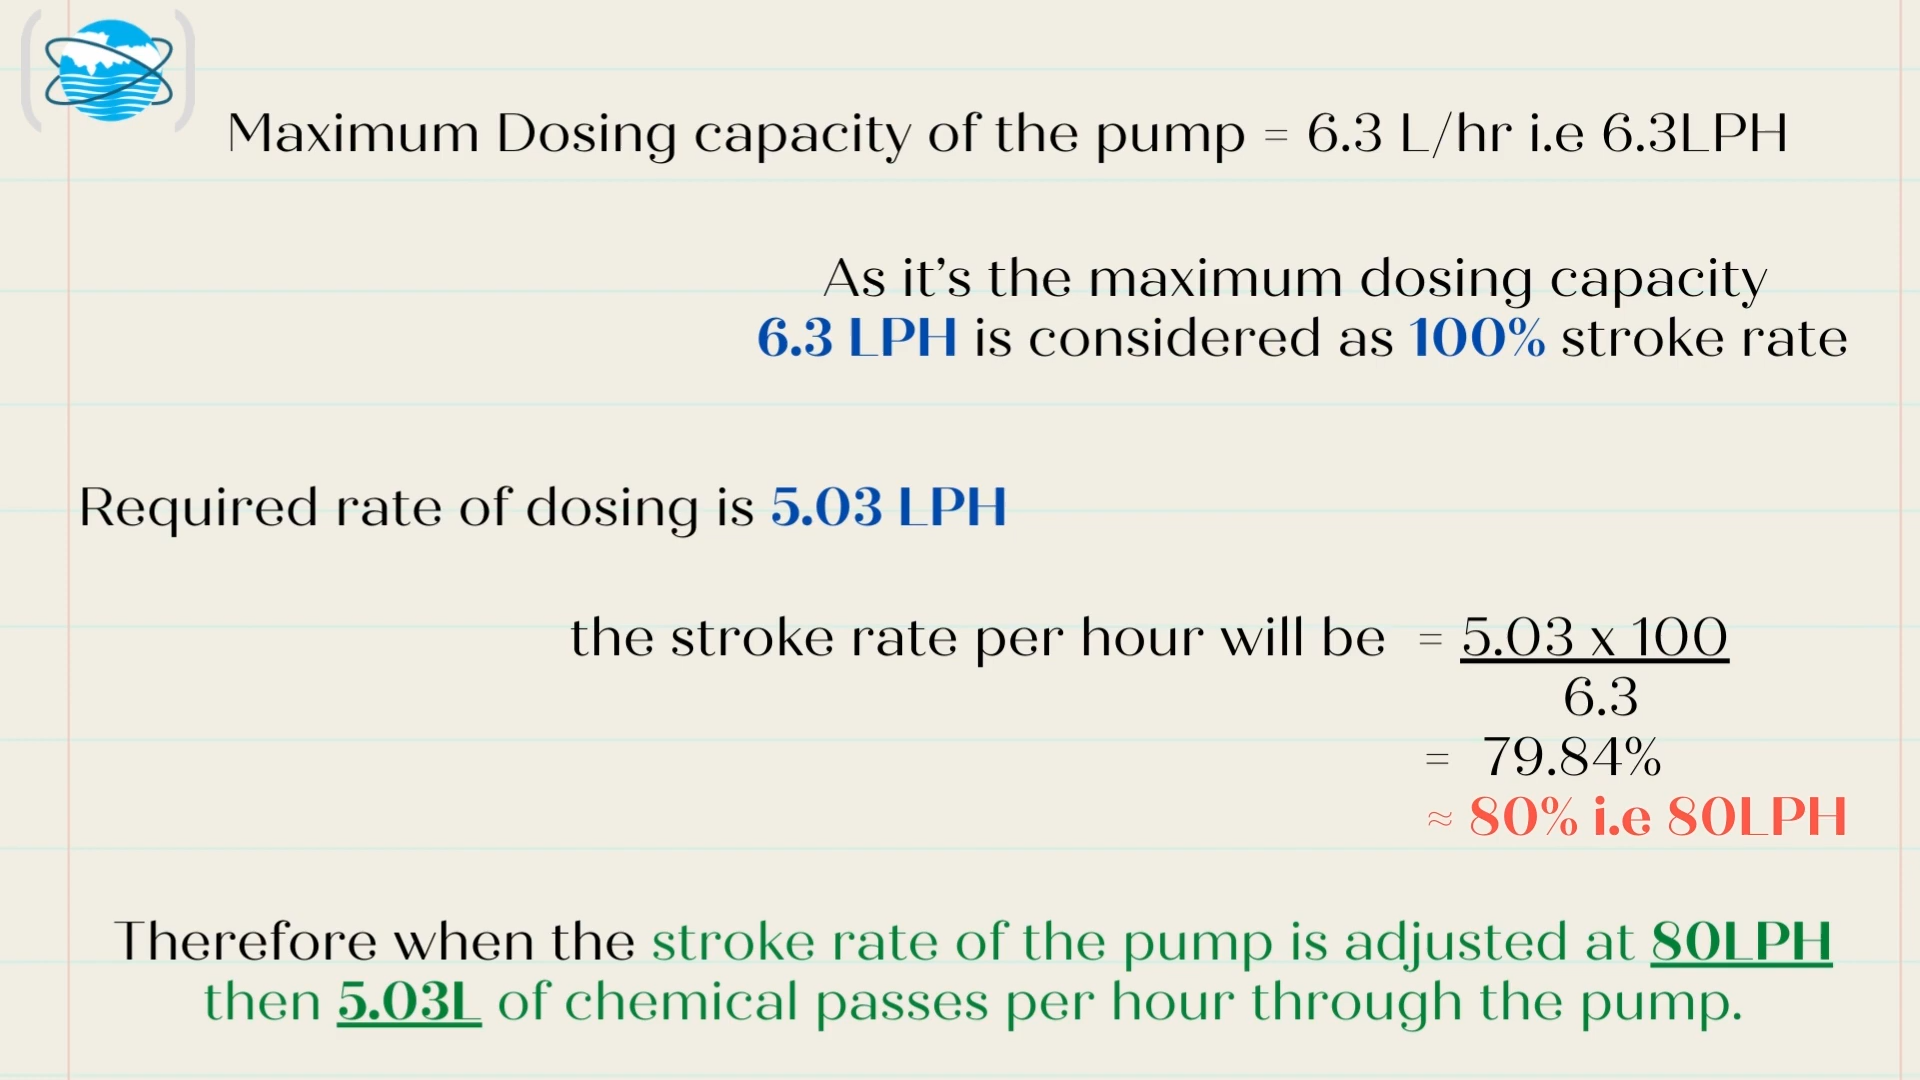 Maximum Dosing capacity of the pump = 6.3 L/hr i.e 6.3LPH
As it's the maximum dosing capacity
6.3 LPH is considered as 100% stroke rate
Required rate of dosing is 5.03 LPH
the stroke rate per hour will be = 5.03 x 100
6.3
= 79.84%
≈ 80% i.e 80LPH
Therefore when the stroke rate of the pump is adjusted at 80LPH
then 5.03L of chemical passes per hour through the pump.